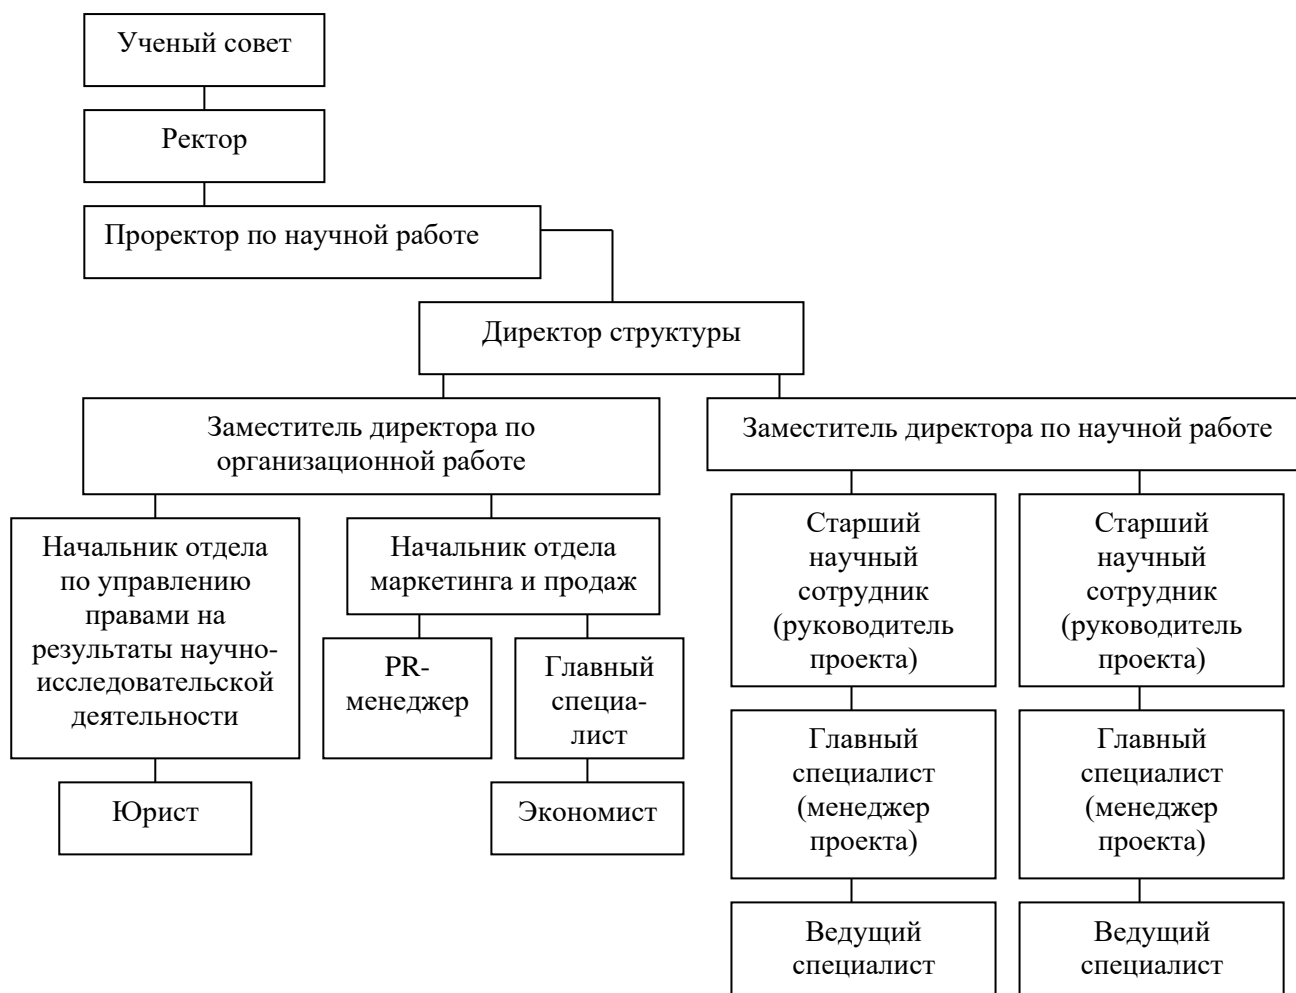 Ученый совет
Ректор
Проректор по научной работе
Директор структуры
Заместитель директора по
организационной работе
Заместитель директора по научной работе
Начальник отдела
по управлению
правами на
результаты научно-
исследовательской
деятельности
Начальник отдела
маркетинга и продаж
Старший
научный
сотрудник
(руководитель
проекта)
Старший
научный
сотрудник
(руководитель
проекта)
PR-
менеджер
Главный
специа-
лист
Главный
специалист
(менеджер
проекта)
Главный
специалист
(менеджер
проекта)
Юрист
Экономист
Ведущий
специалист
Ведущий
специалист